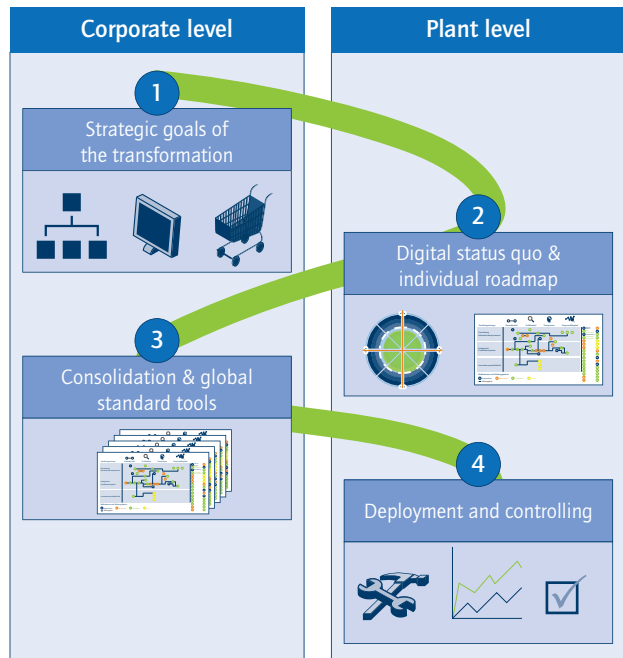 Corporate level
Plant level
1
Strategic goals of
the transformation
2
Digital status quo &
individual roadmap
3
Consolidation & global
standard tools
4
Deployment and controlling